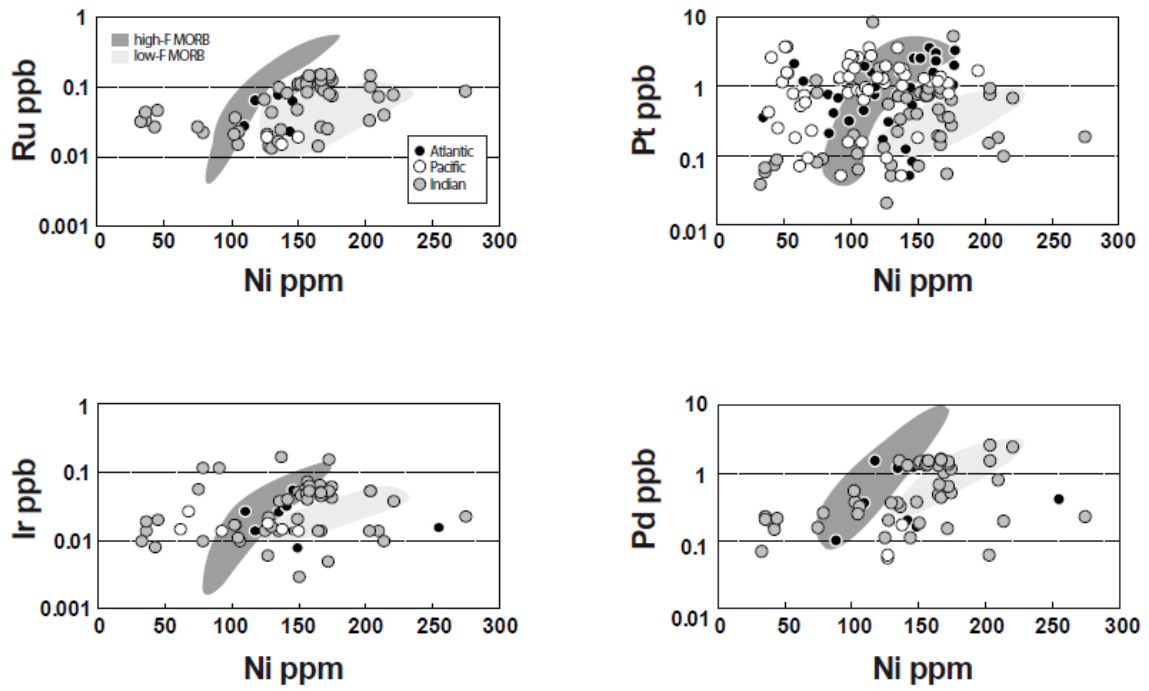 1
0.1
0.01
0.001
Ru ppb
high-F MORB
low-F MORB
Atlantic
Pacific
Indian
0 50 100 150 200 250 300
Ni ppm
10
1
0.1
0.01
Pt ppb
0 50 100 150 200 250 300
Ni ppm
1
0.1
0.01
0.001
Ir ppb
0 50 100 150 200 250 300
Ni ppm
10
1
0.1
0.01
Pd ppb
0 50 100 150 200 250 300
Ni ppm